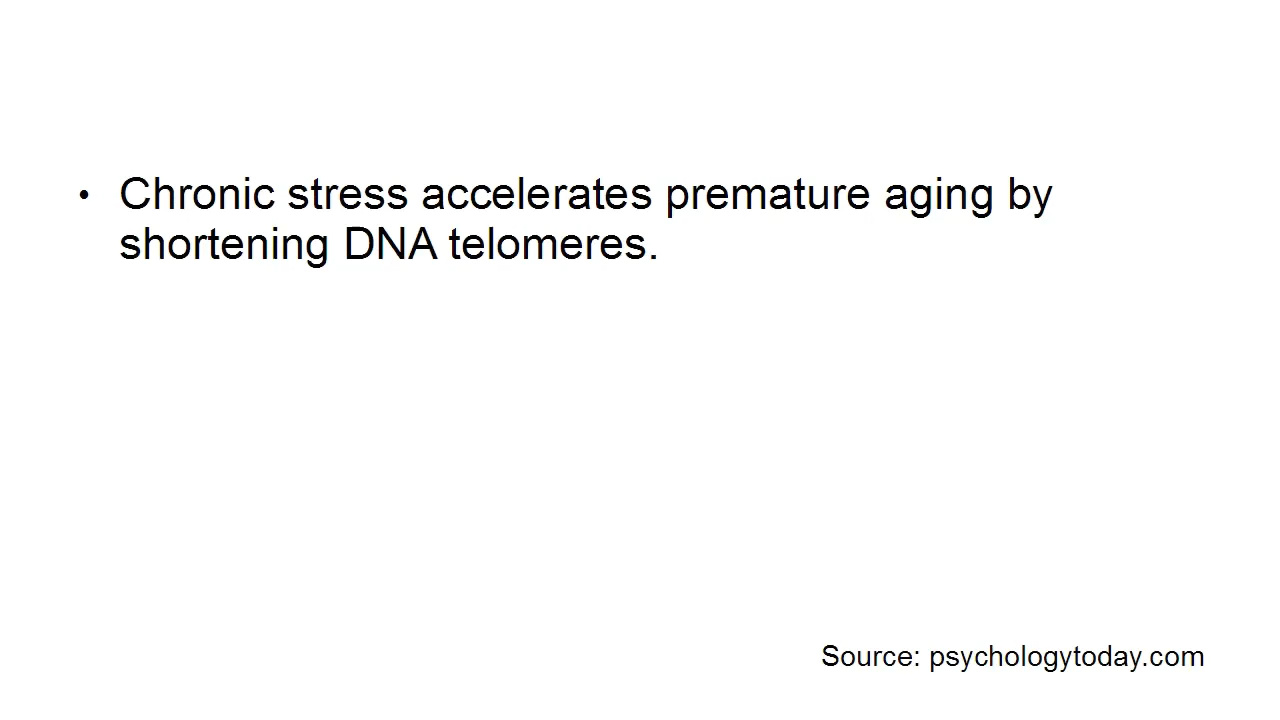 • Chronic stress accelerates premature aging by
shortening DNA telomeres.
Source: psychologytoday.com